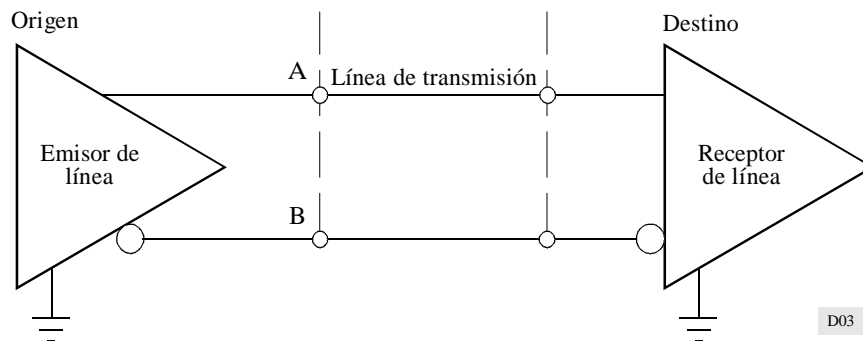 Origen
Destino
A
Línea de transmisión
Emisor de
línea
Receptor
de línea
B
D03